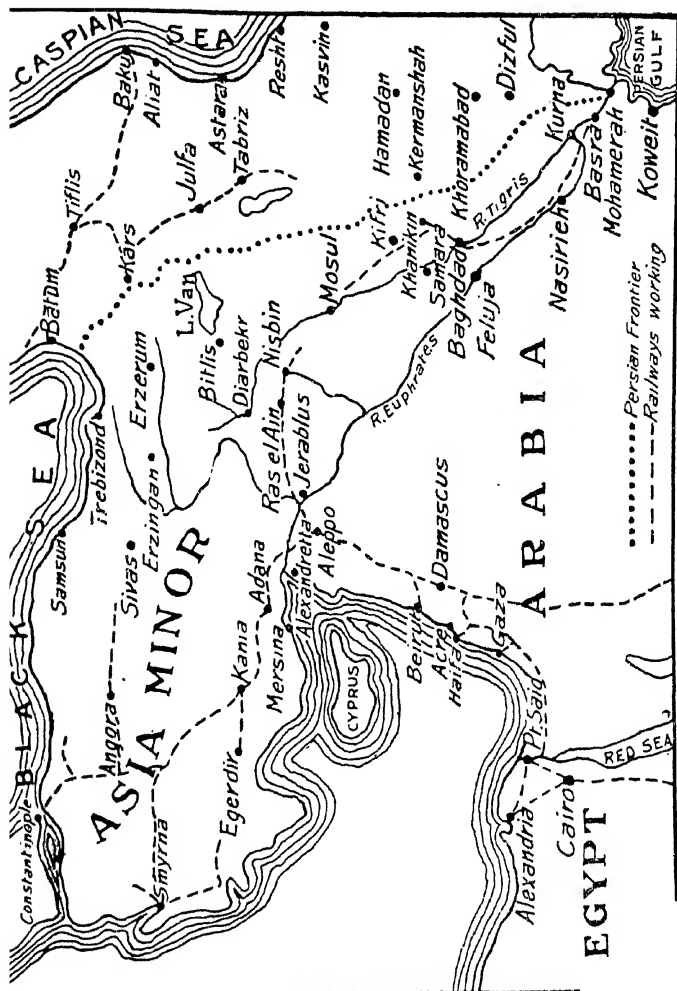 CASPIAN SEA
BLACK SEA
Constantinople
Samsun
Trebizond
Batum
Tiflis
Baku
Aliat
Astara
Resht
Kasvin
Angora
Sivas
Erzingan
Erzerum
Kars
Julfa
Tabriz
ASIA MINOR
L. Van
Bitlis
Diarbekr
Nisbin
Mosul
Kifri
Hamadan
Kermanshah
Khoramabad
Dizful
Smyrna
Egerdir
Kania
Adana
Mersina
Alexandretta
Aleppo
Ras el Ain
Jerablus
R. Euphrates
R. Tigris
Khanikin
Samara
Baghdad
Feluja
Kurna
Nasirieh
Basra
Mohamerah
Koweit
PERSIAN
GULF
CYPRUS
Beirut
Damascus
Acre
Haifa
Gaza
ARABIA
Alexandria
Pt. Said
Cairo
EGYPT
RED SEA
Persian Frontier
Railways working